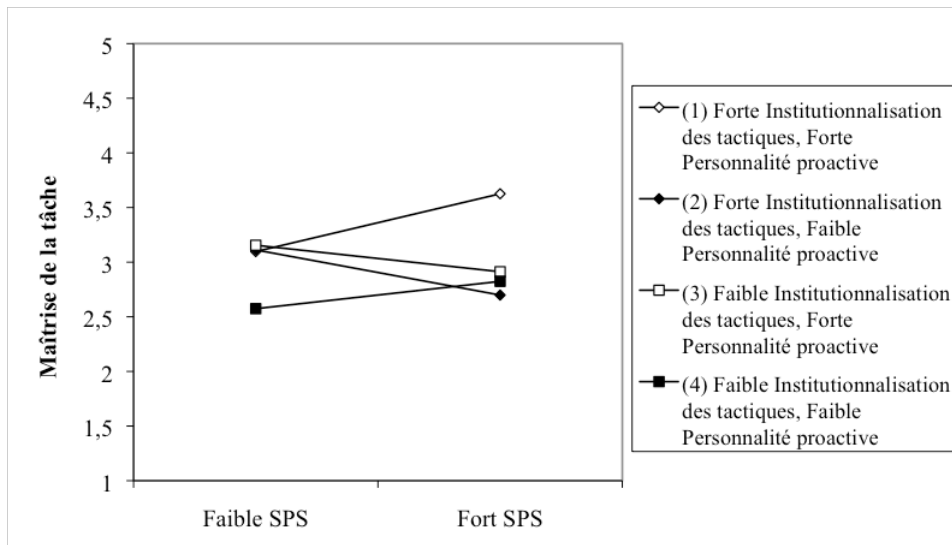 Maîtrise de la tâche
5
4,5
4
3,5
3
2,5
2
1,5
1
Faible SPS
Fort SPS
(1) Forte Institutionnalisation
des tactiques, Forte
Personnalité proactive
(2) Forte Institutionnalisation
des tactiques, Faible
Personnalité proactive
(3) Faible Institutionnalisation
des tactiques, Forte
Personnalité proactive
(4) Faible Institutionnalisation
des tactiques, Faible
Personnalité proactive